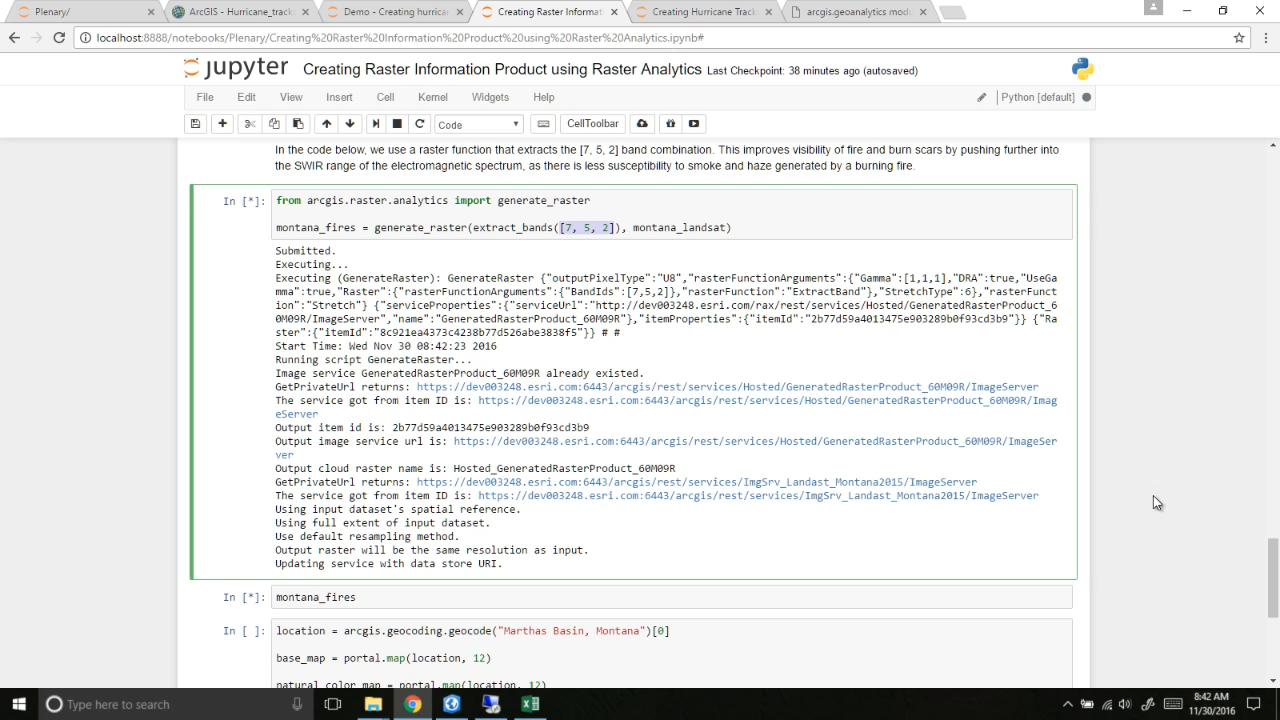 Plenary/
ArcGIS - Hurricane_track
Demo - Creating hurrica
Creating Raster Informat
Creating Hurricane Track
arcgis.geoanalytics modu
localhost:8888/notebooks/Plenary/Creating%20Raster%20Information%20Product%20using%20Raster%20Analytics.ipynb#
jupyter Creating Raster Information Product using Raster Analytics Last Checkpoint: 38 minutes ago (autosaved)
File Edit View Insert Cell Kernel Widgets Help Python [default]
Code CellToolbar
In the code below, we use a raster function that extracts the [7, 5, 2] band combination. This improves visibility of fire and burn scars by pushing further into
the SWIR range of the electromagnetic spectrum, as there is less susceptibility to smoke and haze generated by a burning fire.
In [*]: from arcgis.raster.analytics import generate_raster
montana_fires = generate_raster(extract_bands([7, 5, 2]), montana_landsat)
Submitted.
Executing...
Executing (GenerateRaster): GenerateRaster {"outputPixelType":"U8","rasterFunctionArguments":{"Gamma":[1,1,1],"DRA":true,"UseGa
mma":true,"Raster":{"rasterFunctionArguments":{"BandIds":[7,5,2]},"rasterFunction":"ExtractBand"},"StretchType":6},"rasterFunct
ion":"Stretch"} {"serviceProperties":{"serviceUrl":"http://dev003248.esri.com/rax/rest/services/Hosted/GeneratedRasterProduct_6
0M09R/ImageServer","name":"GeneratedRasterProduct_60M09R"},"itemProperties":{"itemId":"2b77d59a4013475e903289b0f93cd3b9"}} {"Ra
ster":{"itemId":"8c921ea4373c4238b77d526abe3838f5"}} # #
Start Time: Wed Nov 30 08:42:23 2016
Running script GenerateRaster...
Image service GeneratedRasterProduct_60M09R already existed.
GetPrivateUrl returns: https://dev003248.esri.com:6443/arcgis/rest/services/Hosted/GeneratedRasterProduct_60M09R/ImageServer
The service got from item ID is: https://dev003248.esri.com:6443/arcgis/rest/services/Hosted/GeneratedRasterProduct_60M09R/Imag
eServer
Output item id is: 2b77d59a4013475e903289b0f93cd3b9
Output image service url is: https://dev003248.esri.com:6443/arcgis/rest/services/Hosted/GeneratedRasterProduct_60M09R/ImageSer
ver
Output cloud raster name is: Hosted_GeneratedRasterProduct_60M09R
GetPrivateUrl returns: https://dev003248.esri.com:6443/arcgis/rest/services/ImgSrv_Landast_Montana2015/ImageServer
The service got from item ID is: https://dev003248.esri.com:6443/arcgis/rest/services/ImgSrv_Landast_Montana2015/ImageServer
Using input dataset's spatial reference.
Using full extent of input dataset.
Use default resampling method.
Output raster will be the same resolution as input.
Updating service with data store URI.
In [*]: montana_fires
In [ ]: location = arcgis.geocoding.geocode("Marthas Basin, Montana")[0]
base_map = portal.map(location, 12)
natural_color_map = portal.map(location, 12)
Type here to search
8:42 AM
11/30/2016